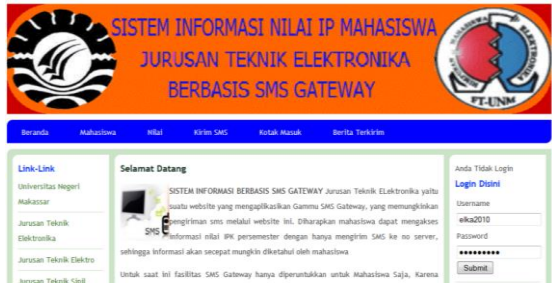 SISTEM INFORMASI NILAI IP MAHASISWA
JURUSAN TEKNIK ELEKTRONIKA
BERBASIS SMS GATEWAY
FT-UNM
Beranda Mahasiswa Nilai Kirim SMS Kotak Masuk Berita Terkirim
Link-Link
Universitas Negeri
Makassar
Jurusan Teknik
Elektronika
Jurusan Teknik Elektro
Jurusan Teknik Sipil
Selamat Datang
SMS
SISTEM INFORMASI BERBASIS SMS GATEWAY Jurusan Teknik ELektronika yaitu
suatu website yang mengaplikasikan Gammu SMS Gateway, yang memungkinkan
pengiriman sms melalui website ini. Diharapkan mahasiswa dapat mengakses
informasi nilai IPK persemester dengan hanya mengirim SMS ke no server,
sehingga informasi akan secepat mungkin diketahui oleh mahasiswa
Untuk saat ini fasilitas SMS Gateway hanya diperuntukkan untuk Mahasiswa Saja, Karena
Anda Tidak Login
Login Disini
Username
elka2010
Password
•••••••••
Submit